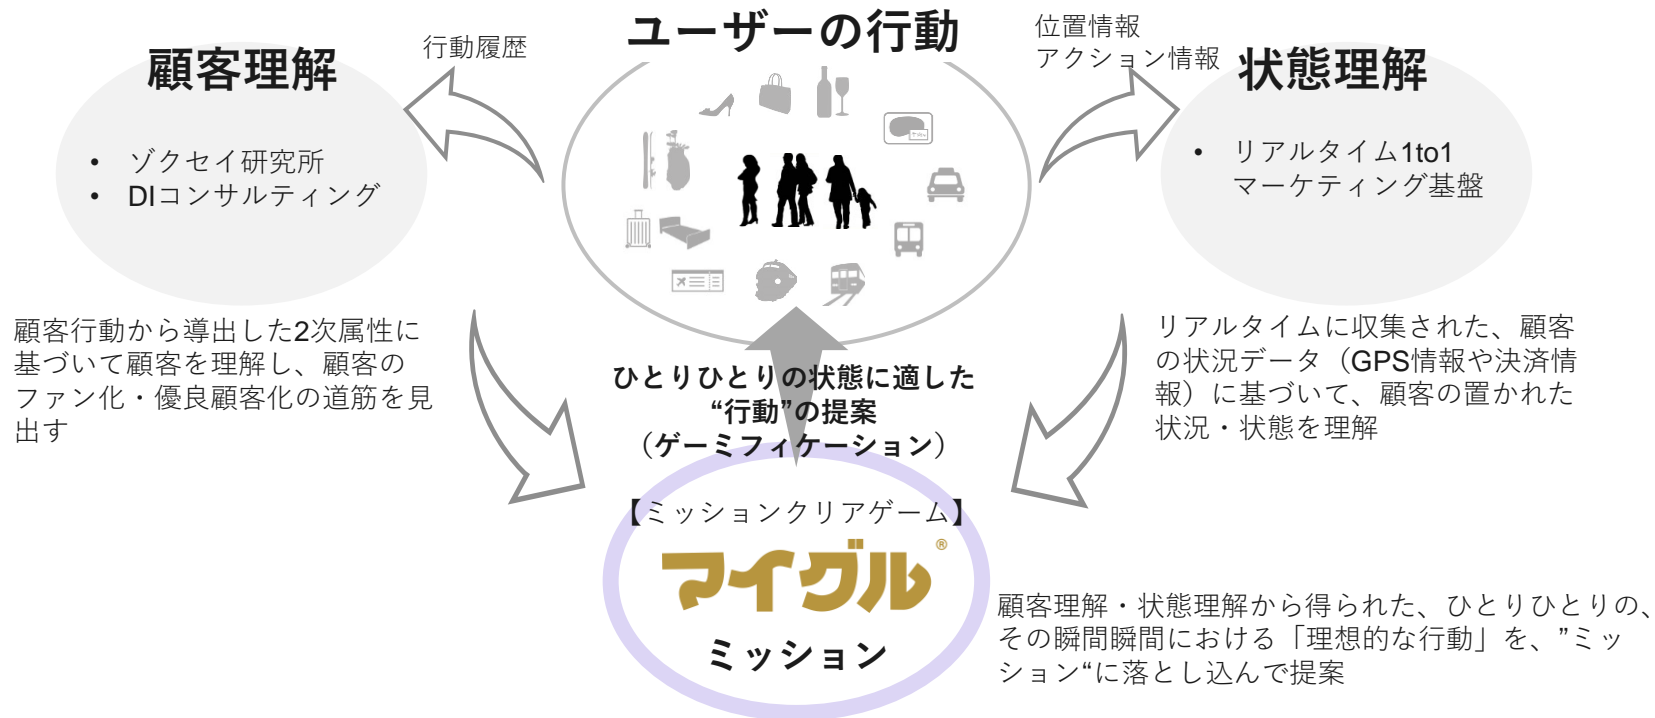 ユーザーの行動
顧客理解
行動履歴
位置情報
アクション情報
状態理解
• ゾクセイ研究所
• DIコンサルティング
• リアルタイム1to1
マーケティング基盤
顧客行動から導出した2次属性に
基づいて顧客を理解し、顧客の
ファン化・優良顧客化の道筋を見
出す
ひとりひとりの状態に適した
“行動”の提案
（ゲーミフィケーション）
リアルタイムに収集された、顧客
の状況データ（GPS情報や決済情
報）に基づいて、顧客の置かれた
状況・状態を理解
【ミッションクリアゲーム】
マイグル®
ミッション
顧客理解・状態理解から得られた、ひとりひとりの、
その瞬間瞬間における「理想的な行動」を、”ミッ
ション“に落とし込んで提案